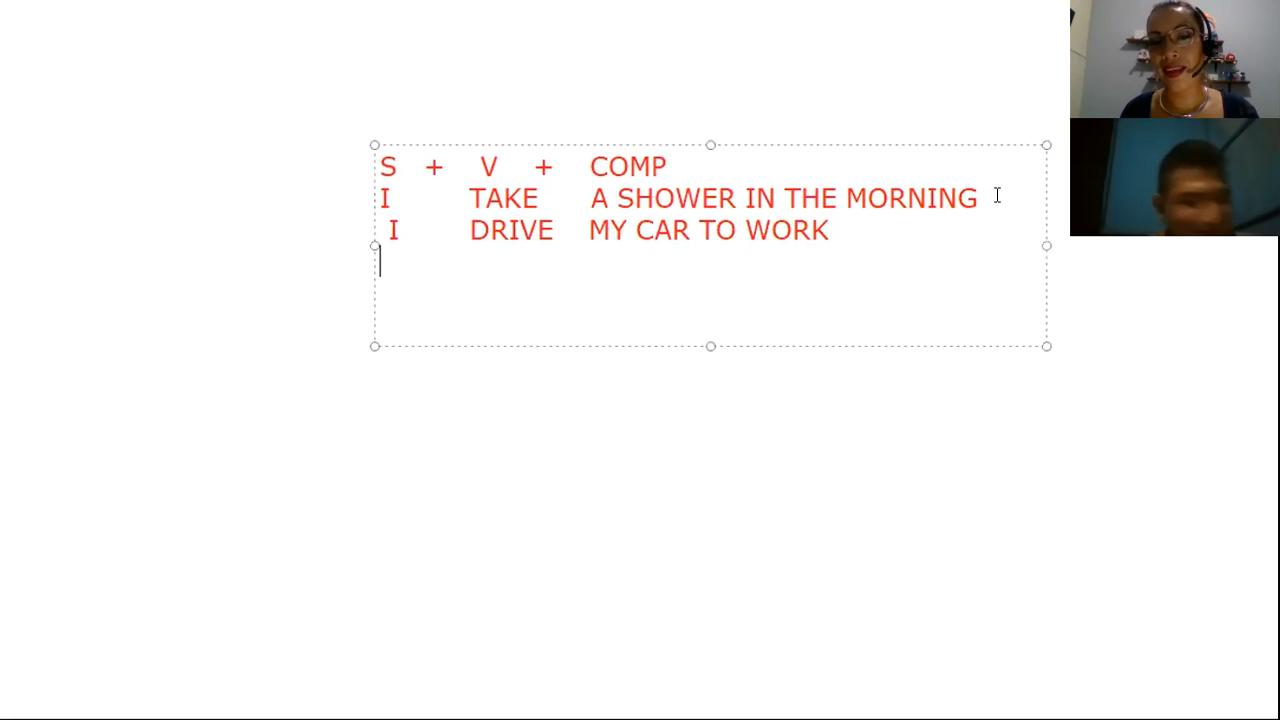 S + V + COMP
I TAKE A SHOWER IN THE MORNING
I DRIVE MY CAR TO WORK